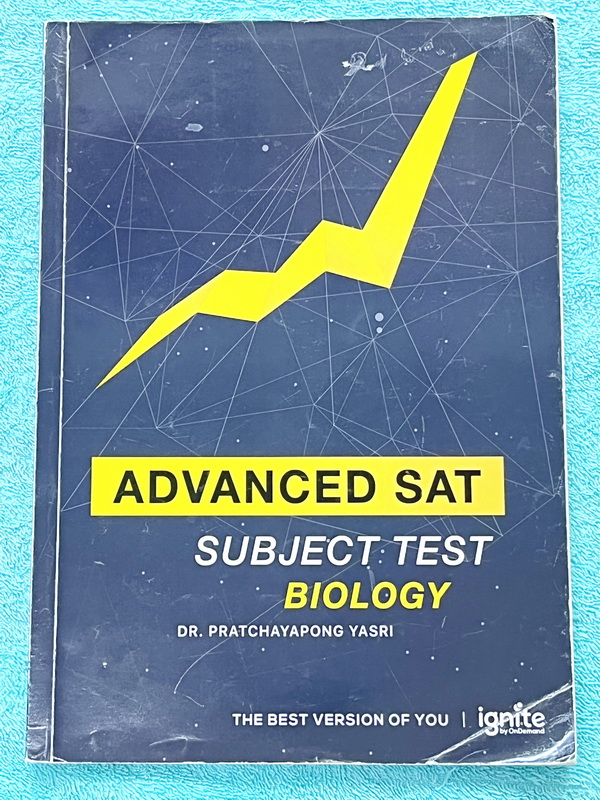 ADVANCED SAT
SUBJECT TEST
BIOLOGY
DR. PRATCHAYAPONG YASRI
THE BEST VERSION OF YOU | ignite
by OnDemand